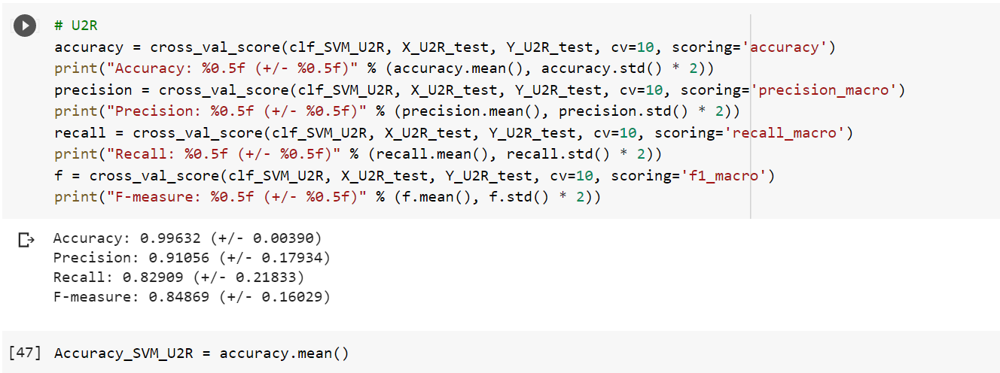 # U2R
accuracy = cross_val_score(clf_SVM_U2R, X_U2R_test, Y_U2R_test, cv=10, scoring='accuracy')
print("Accuracy: %0.5f (+/- %0.5f)" % (accuracy.mean(), accuracy.std() * 2))
precision = cross_val_score(clf_SVM_U2R, X_U2R_test, Y_U2R_test, cv=10, scoring='precision_macro')
print("Precision: %0.5f (+/- %0.5f)" % (precision.mean(), precision.std() * 2))
recall = cross_val_score(clf_SVM_U2R, X_U2R_test, Y_U2R_test, cv=10, scoring='recall_macro')
print("Recall: %0.5f (+/- %0.5f)" % (recall.mean(), recall.std() * 2))
f = cross_val_score(clf_SVM_U2R, X_U2R_test, Y_U2R_test, cv=10, scoring='f1_macro')
print("F-measure: %0.5f (+/- %0.5f)" % (f.mean(), f.std() * 2))
Accuracy: 0.99632 (+/- 0.00390)
Precision: 0.91056 (+/- 0.17934)
Recall: 0.82909 (+/- 0.21833)
F-measure: 0.84869 (+/- 0.16029)
[47] Accuracy_SVM_U2R = accuracy.mean()